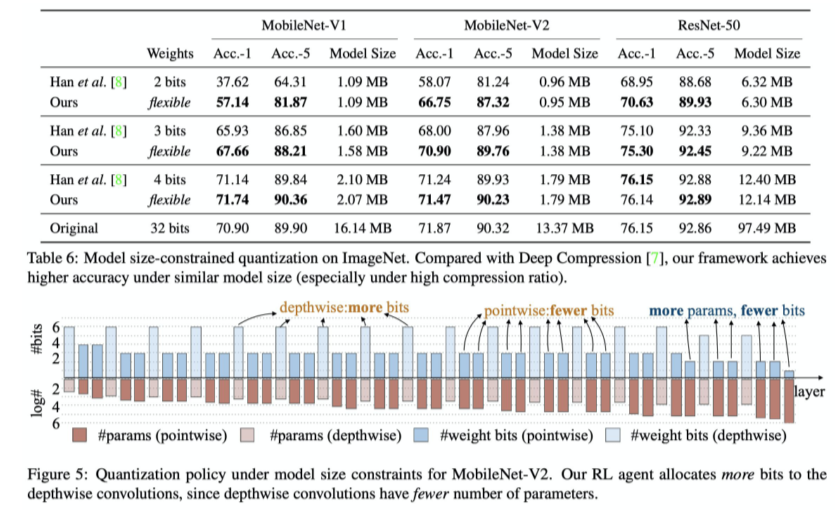 MobileNet-V1 MobileNet-V2 ResNet-50
Weights Acc.-1 Acc.-5 Model Size Acc.-1 Acc.-5 Model Size Acc.-1 Acc.-5 Model Size
Han et al. [8] 2 bits 37.62 64.31 1.09 MB 58.07 81.24 0.96 MB 68.95 88.68 6.32 MB
Ours flexible 57.14 81.87 1.09 MB 66.75 87.32 0.95 MB 70.63 89.93 6.30 MB
Han et al. [8] 3 bits 65.93 86.85 1.60 MB 68.00 87.96 1.38 MB 75.10 92.33 9.36 MB
Ours flexible 67.66 88.21 1.58 MB 70.90 89.76 1.38 MB 75.30 92.45 9.22 MB
Han et al. [8] 4 bits 71.14 89.84 2.10 MB 71.24 89.93 1.79 MB 76.15 92.88 12.40 MB
Ours flexible 71.74 90.36 2.07 MB 71.47 90.23 1.79 MB 76.14 92.89 12.14 MB
Original 32 bits 70.90 89.90 16.14 MB 71.87 90.32 13.37 MB 76.15 92.86 97.49 MB
Table 6: Model size-constrained quantization on ImageNet. Compared with Deep Compression [7], our framework achieves
higher accuracy under similar model size (especially under high compression ratio).
depthwise:more bits pointwise:fewer bits more params, fewer bits
#bits
6
4
2
layer
log#
2
4
6
#params (pointwise) #params (depthwise) #weight bits (pointwise) #weight bits (depthwise)
Figure 5: Quantization policy under model size constraints for MobileNet-V2. Our RL agent allocates more bits to the
depthwise convolutions, since depthwise convolutions have fewer number of parameters.